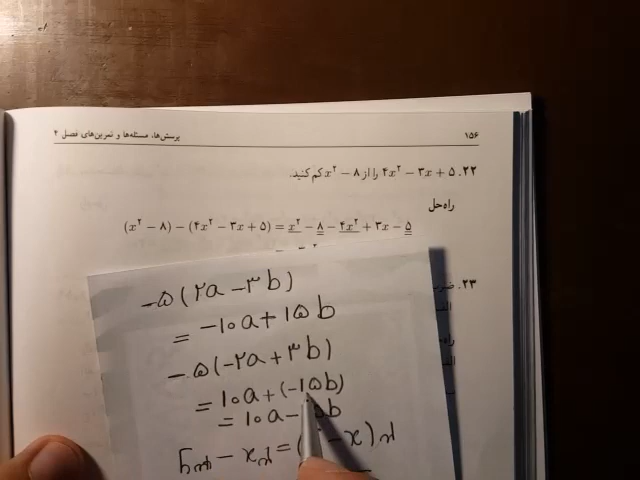 ۱۵۶ پرسش‌ها، مسئله‌ها و تمرین‌های فصل ۴
۲۲. ۴x² − ۳x + ۵ را از x² − ۸ کم کنید.
راه‌حل
(x² − ۸) − (۴x² − ۳x + ۵) = x² − ۸ − ۴x² + ۳x − ۵
۲۳.
−۵(۲a − ۳b)
= −۱۰a + ۱۵b
−۵(−۲a + ۳b)
= ۱۰a + (−۱۵b)
= ۱۰a −